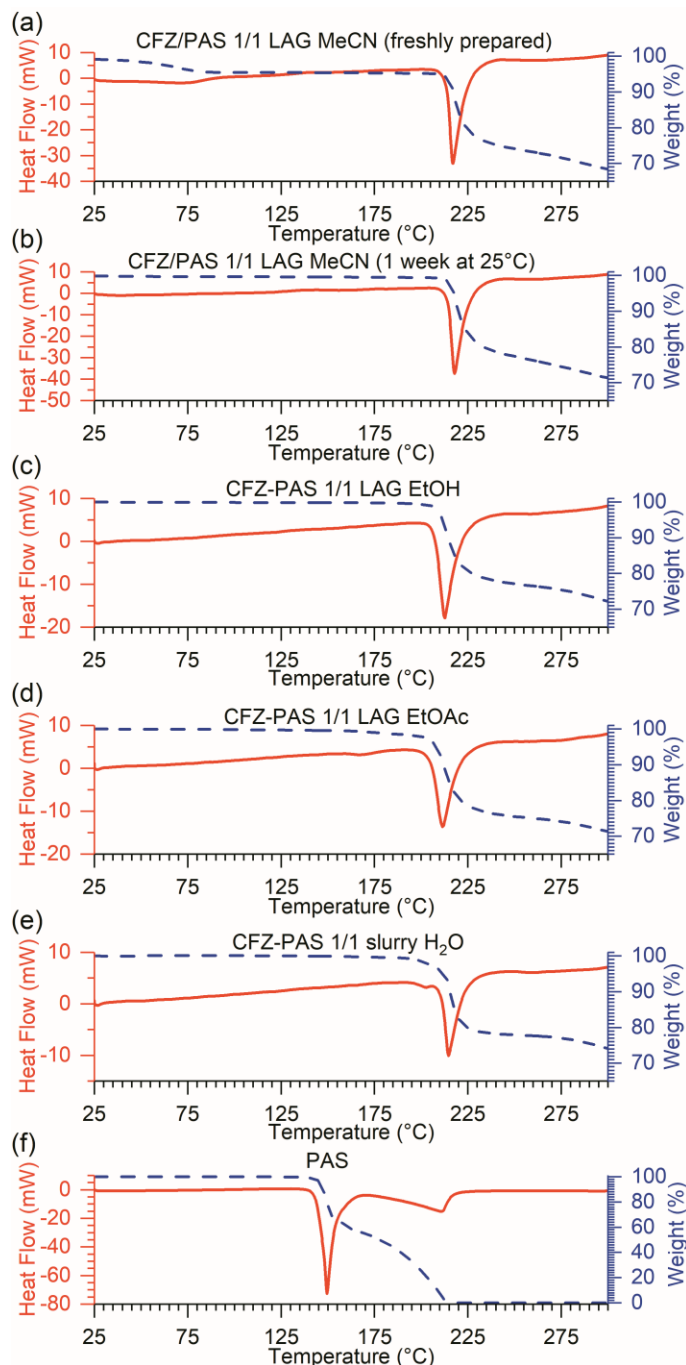 (a)
CFZ/PAS 1/1 LAG MeCN (freshly prepared)
Heat Flow (mW)
10
0
-10
-20
-30
-40
100
90
80
70
Weight (%)
25 75 125 175 225 275
Temperature (°C)
(b)
CFZ/PAS 1/1 LAG MeCN (1 week at 25°C)
Heat Flow (mW)
10
0
-10
-20
-30
-40
-50
100
90
80
70
Weight (%)
25 75 125 175 225 275
Temperature (°C)
(c)
CFZ-PAS 1/1 LAG EtOH
Heat Flow (mW)
10
0
-10
-20
100
90
80
70
Weight (%)
25 75 125 175 225 275
Temperature (°C)
(d)
CFZ-PAS 1/1 LAG EtOAc
Heat Flow (mW)
10
0
-10
-20
100
90
80
70
Weight (%)
25 75 125 175 225 275
Temperature (°C)
(e)
CFZ-PAS 1/1 slurry H₂O
Heat Flow (mW)
10
0
-10
100
90
80
70
Weight (%)
25 75 125 175 225 275
Temperature (°C)
(f)
PAS
Heat Flow (mW)
0
-20
-40
-60
-80
100
80
60
40
20
0
Weight (%)
25 75 125 175 225 275
Temperature (°C)